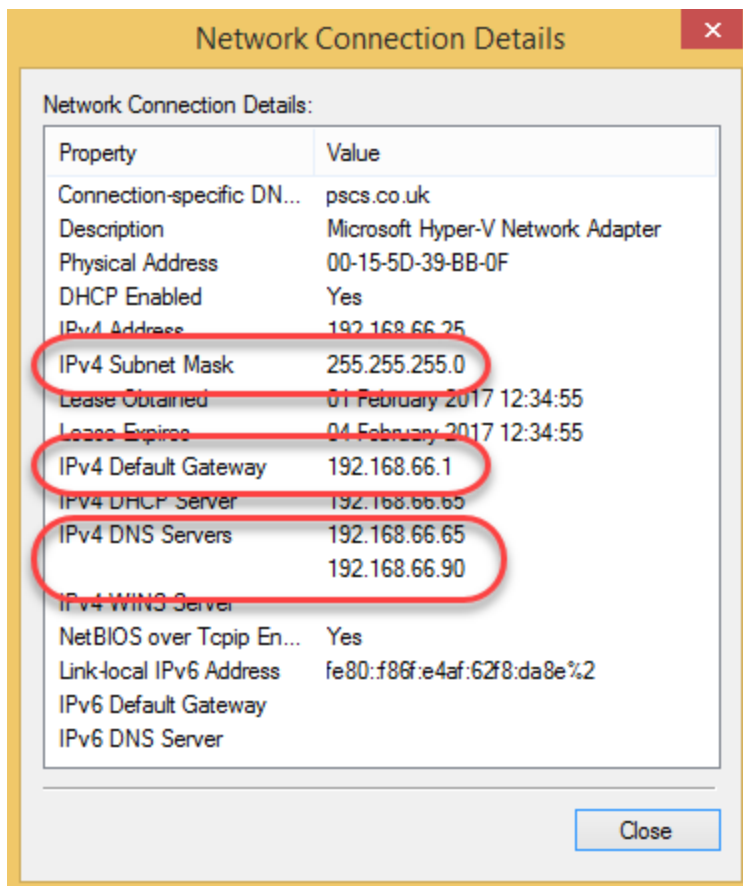 Network Connection Details
Network Connection Details:
Property Value
Connection-specific DN... pscs.co.uk
Description Microsoft Hyper-V Network Adapter
Physical Address 00-15-5D-39-BB-0F
DHCP Enabled Yes
IPv4 Address 192.168.66.25
IPv4 Subnet Mask 255.255.255.0
Lease Obtained 01 February 2017 12:34:55
Lease Expires 04 February 2017 12:34:55
IPv4 Default Gateway 192.168.66.1
IPv4 DHCP Server 192.168.66.65
IPv4 DNS Servers 192.168.66.65
192.168.66.90
IPv4 WINS Server
NetBIOS over Tcpip En... Yes
Link-local IPv6 Address fe80::f86f:e4af:62f8:da8e%2
IPv6 Default Gateway
IPv6 DNS Server
Close